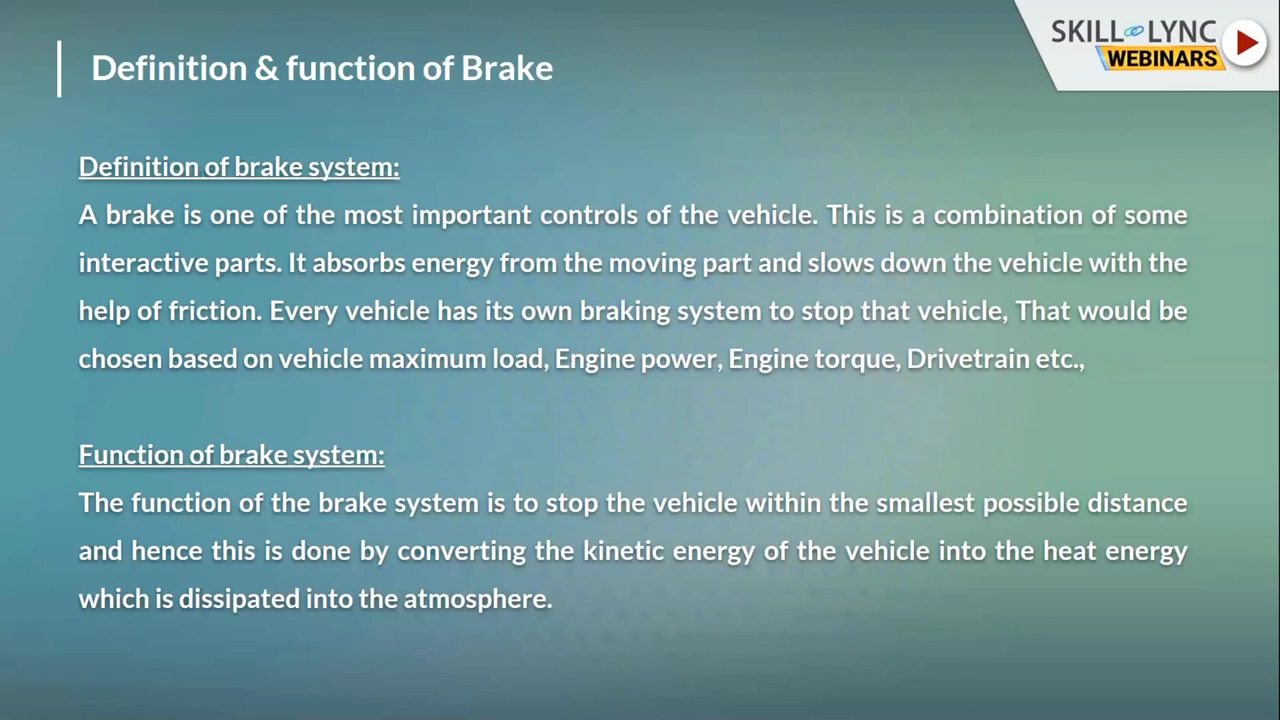 SKILL LYNC
WEBINARS
Definition & function of Brake
Definition of brake system:
A brake is one of the most important controls of the vehicle. This is a combination of some
interactive parts. It absorbs energy from the moving part and slows down the vehicle with the
help of friction. Every vehicle has its own braking system to stop that vehicle, That would be
chosen based on vehicle maximum load, Engine power, Engine torque, Drivetrain etc.,
Function of brake system:
The function of the brake system is to stop the vehicle within the smallest possible distance
and hence this is done by converting the kinetic energy of the vehicle into the heat energy
which is dissipated into the atmosphere.